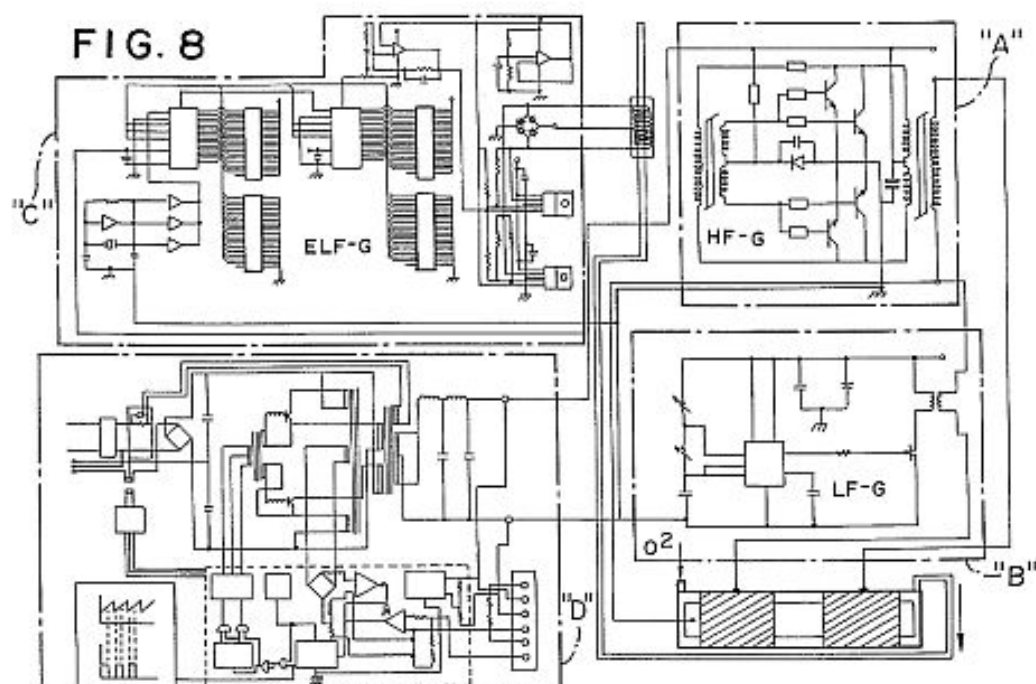 FIG. 8
"A"
"C"
ELF-G
HF-G
LF-G
O²
"B"
"D"